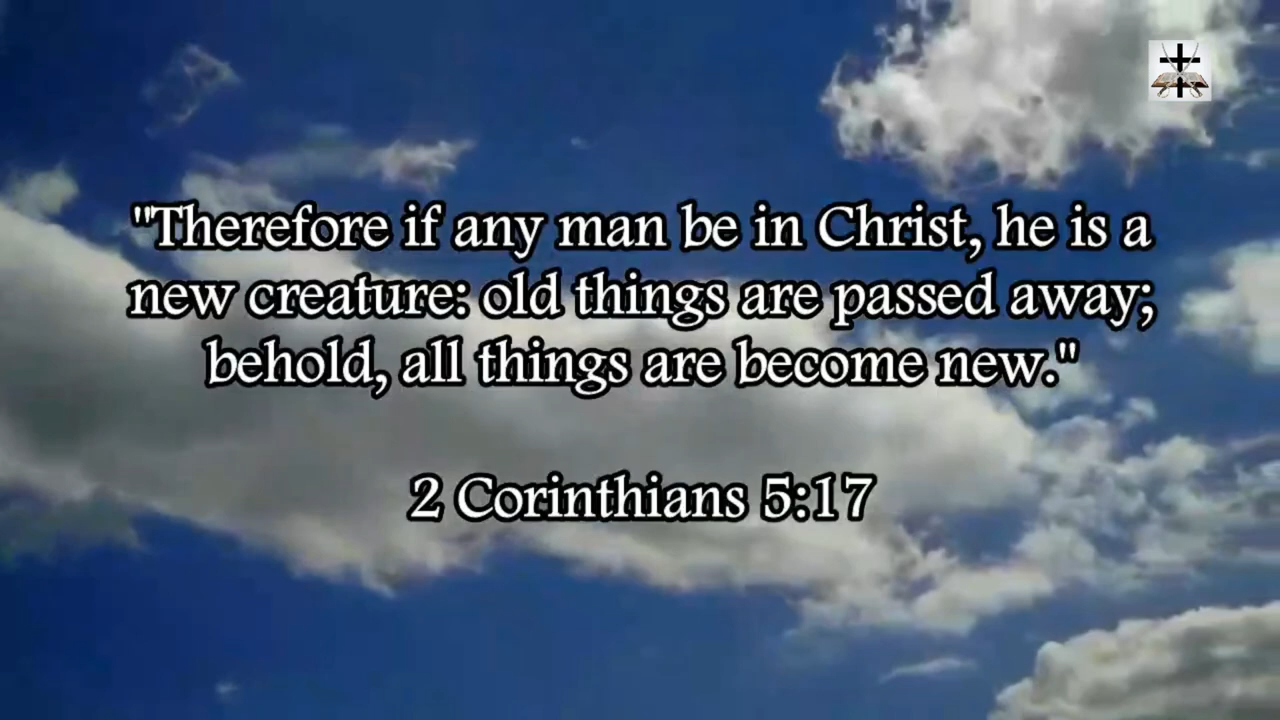 "Therefore if any man be in Christ, he is a
new creature: old things are passed away;
behold, all things are become new."
2 Corinthians 5:17